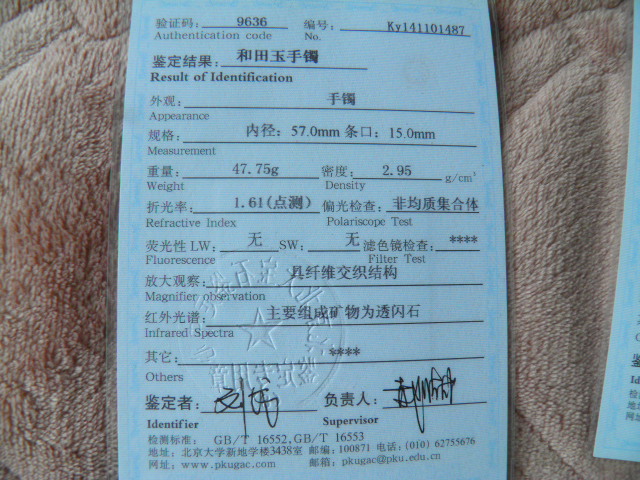 验证码: 9636 编号: Ky141101487
Authentication code No.
鉴定结果: 和田玉手镯
Result of Identification
外观: 手镯
Appearance
规格: 内径: 57.0mm 条口: 15.0mm
Measurement
重量: 47.75g 密度: 2.95 g/cm³
Weight Density
折光率: 1.61(点测) 偏光检查: 非均质集合体
Refractive Index Polariscope Test
荧光性 LW: 无 SW: 无 滤色镜检查: ****
Fluorescence Filter Test
放大观察: 具纤维交织结构
Magnifier observation
红外光谱: 主要组成矿物为透闪石
Infrared Spectra
其它: ****
Others
鉴定者: 负责人:
Identifier Supervisor
检测标准: GB/T 16552,GB/T 16553
地址: 北京大学新地学楼3438室 邮编: 100871 电话: (010) 62755676
网址: www.pkugac.com 邮箱: pkugac@pku.edu.cn